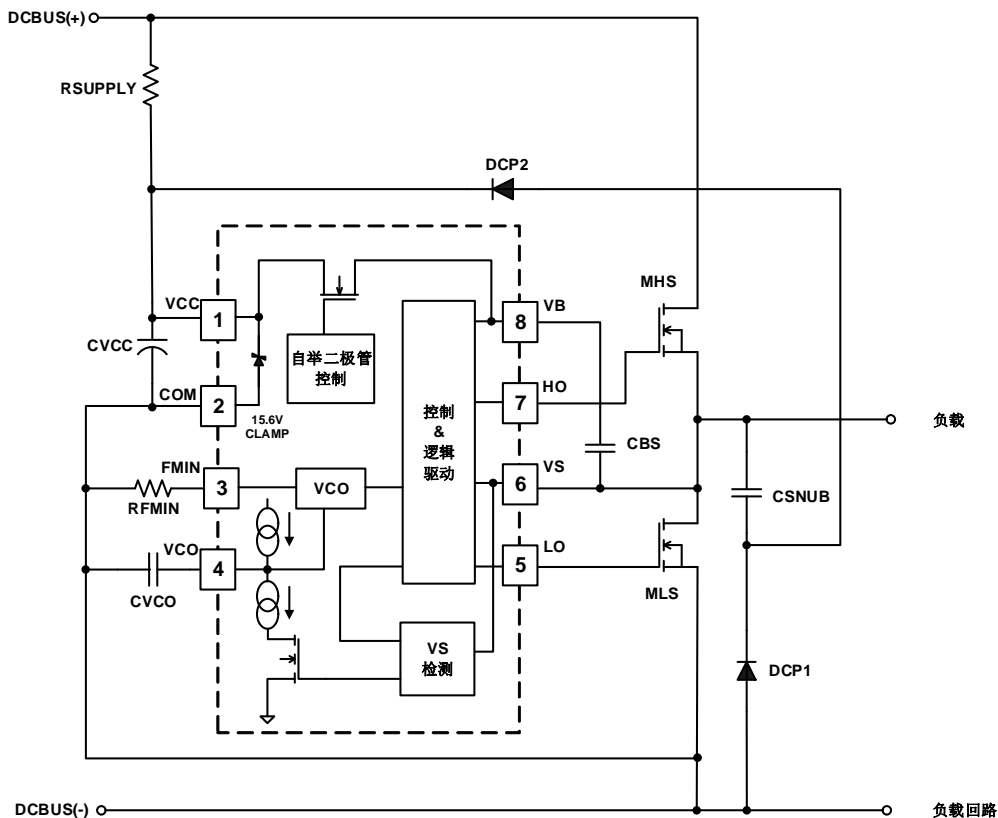 DCBUS(+)
RSUPPLY
DCP2
MHS
VCC
1
自举二极管
控制
控制
&
逻辑
驱动
8
VB
CVCC
COM
2
15.6V
CLAMP
7
HO
CBS
负载
FMIN
3
RFMIN
VCO
6
VS
CSNUB
VCO
4
CVCO
5
LO
MLS
VS
检测
DCP1
DCBUS(-)
负载回路